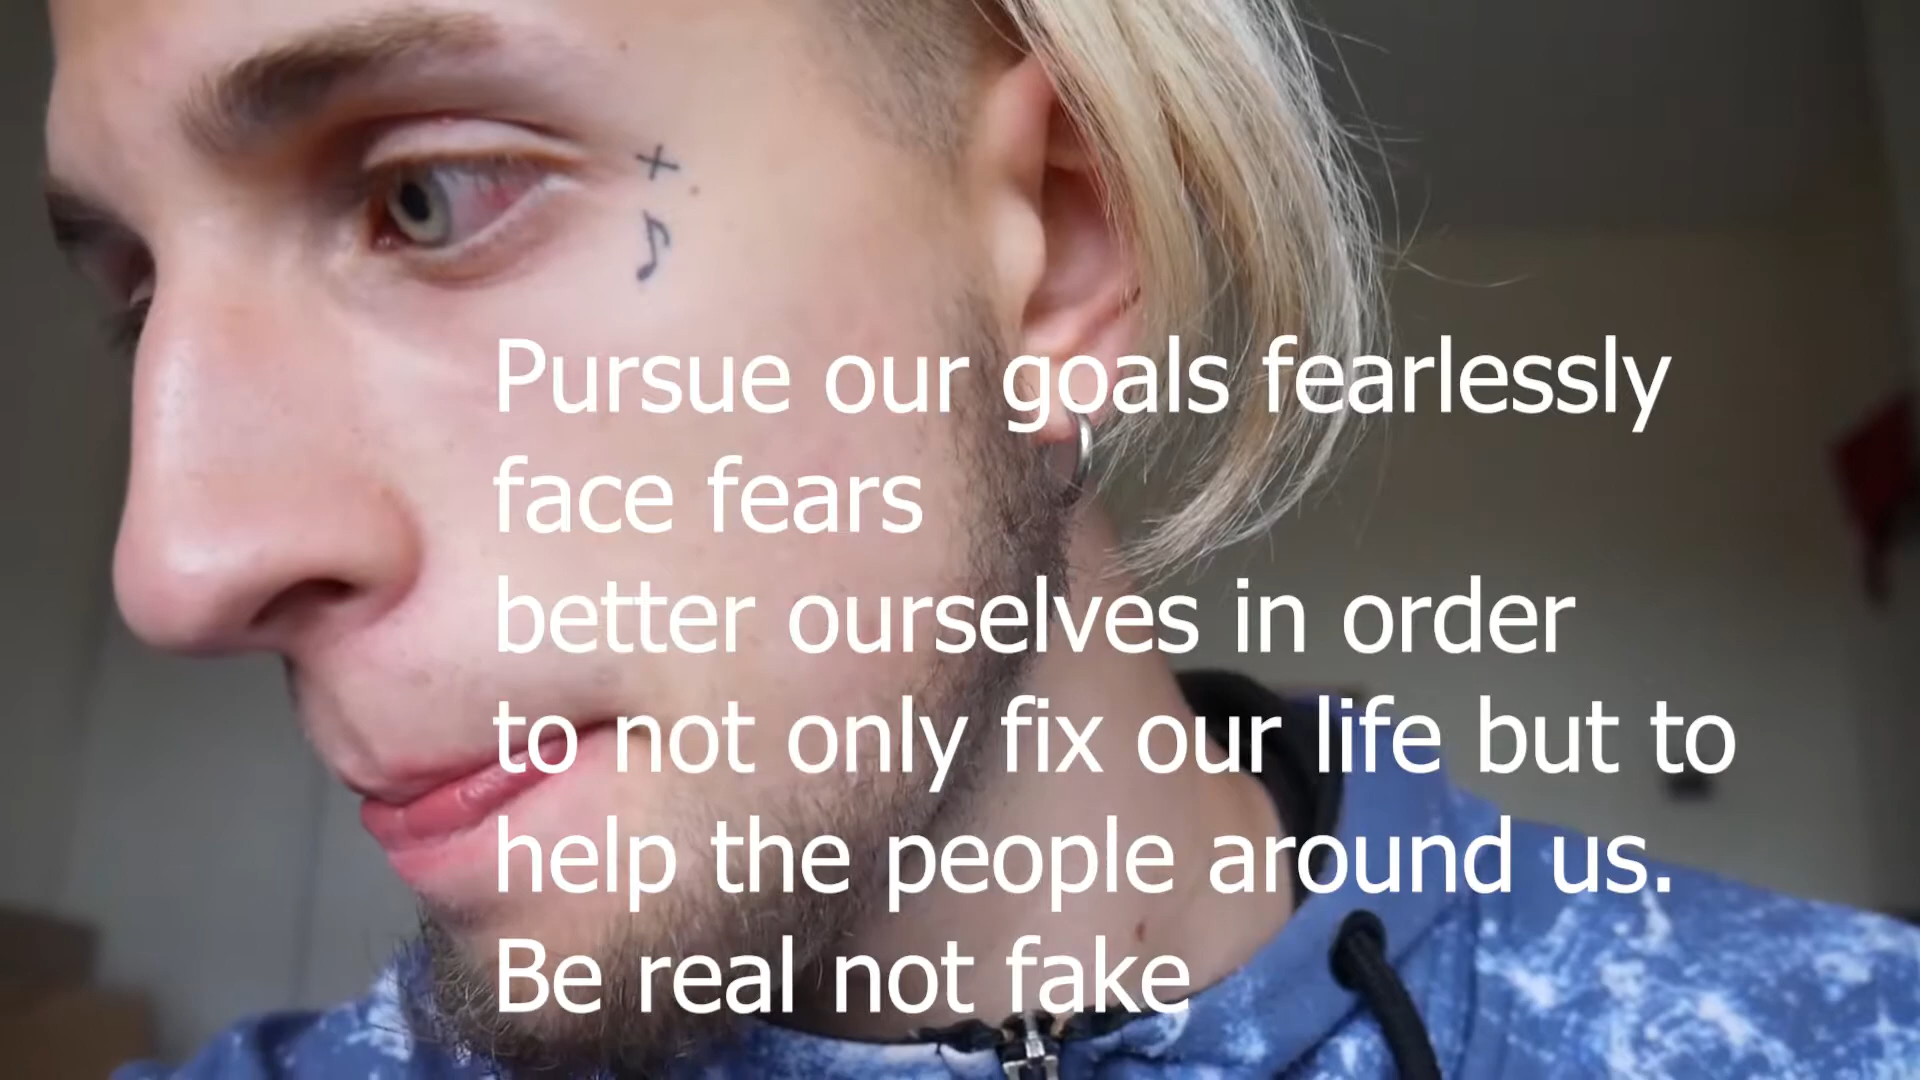 Pursue our goals fearlessly
face fears
better ourselves in order
to not only fix our life but to
help the people around us.
Be real not fake